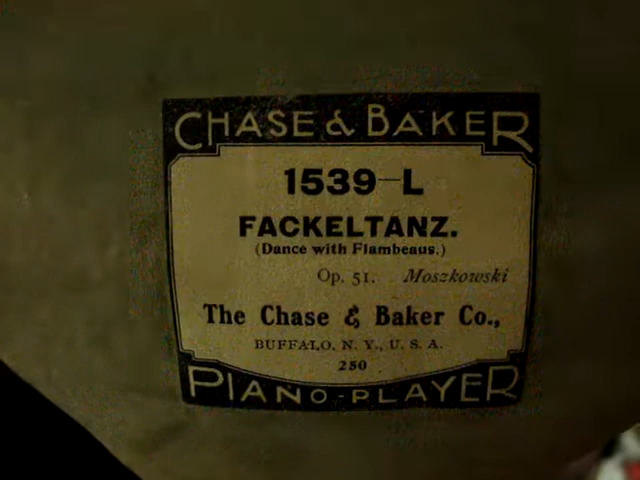 CHASE & BAKER
1539-L
FACKELTANZ.
(Dance with Flambeaus.)
Op. 51. Moszkowski
The Chase & Baker Co.,
BUFFALO, N. Y., U. S. A.
250
PIANO-PLAYER